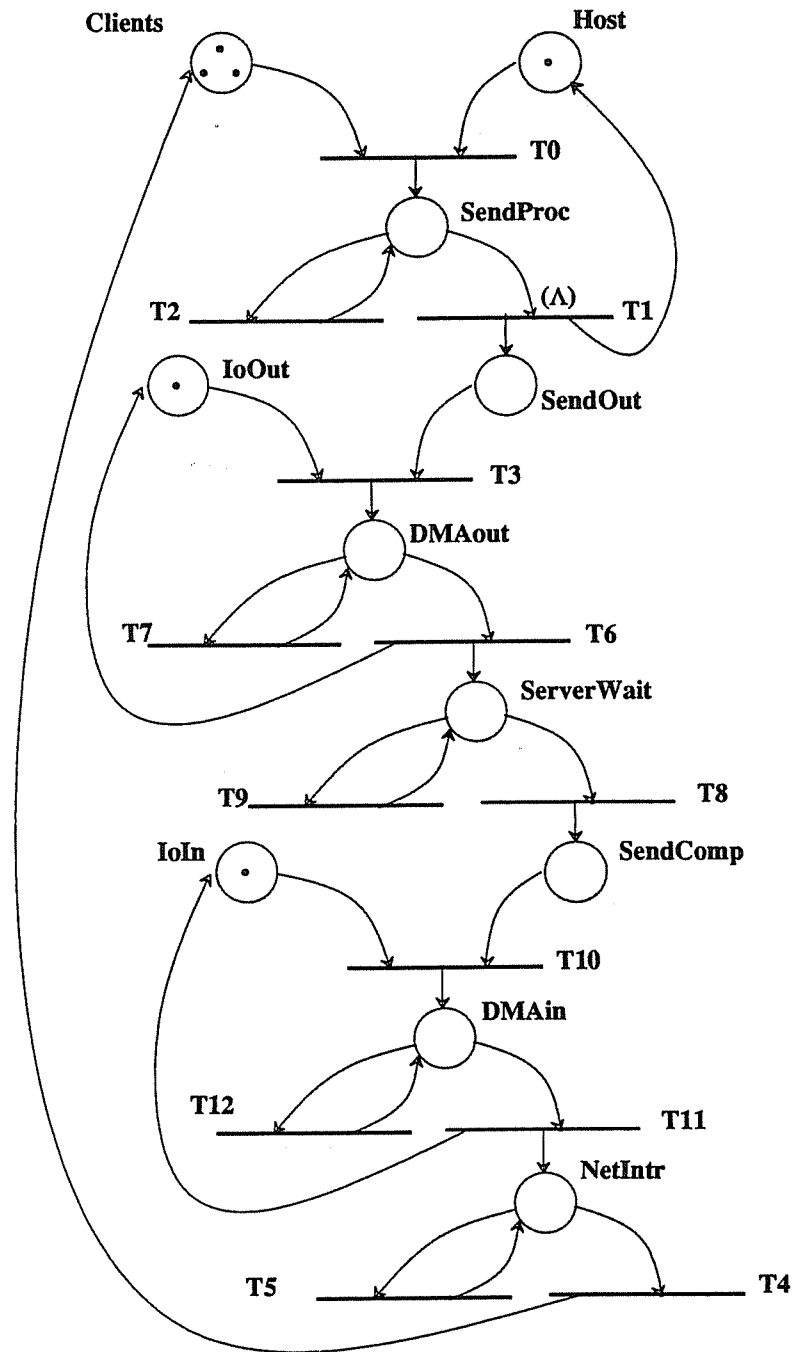 Clients
Host
T0
SendProc
T2
(Λ)
T1
IoOut
SendOut
T3
DMAout
T7
T6
ServerWait
T9
T8
IoIn
SendComp
T10
DMAin
T12
T11
NetIntr
T5
T4